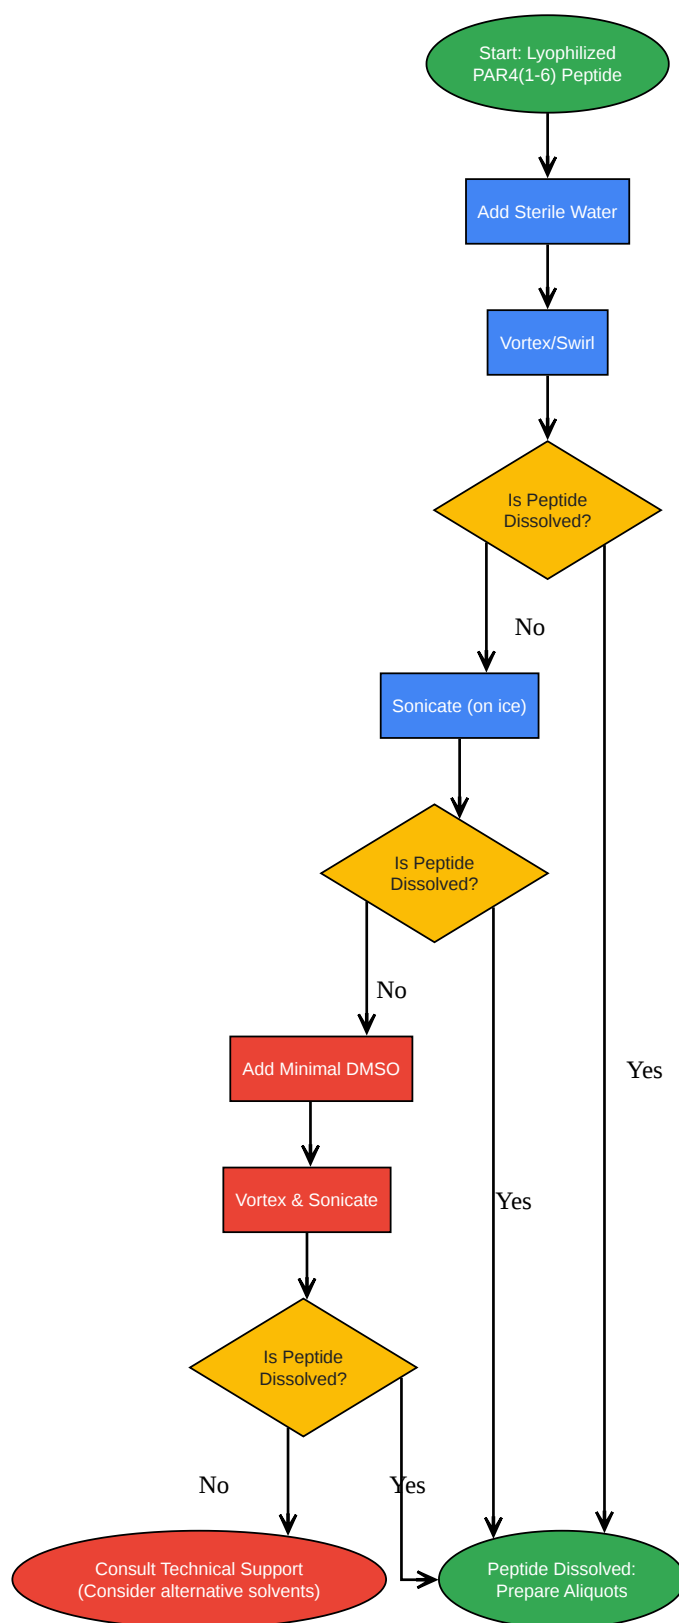 Start: Lyophilized
PAR4(1-6) Peptide
Add Sterile Water
Vortex/Swirl
Is Peptide
Dissolved?
No
Sonicate (on ice)
Is Peptide
Dissolved?
No
Add Minimal DMSO
Yes
Vortex & Sonicate
Yes
Is Peptide
Dissolved?
No
Yes
Consult Technical Support
(Consider alternative solvents)
Peptide Dissolved:
Prepare Aliquots